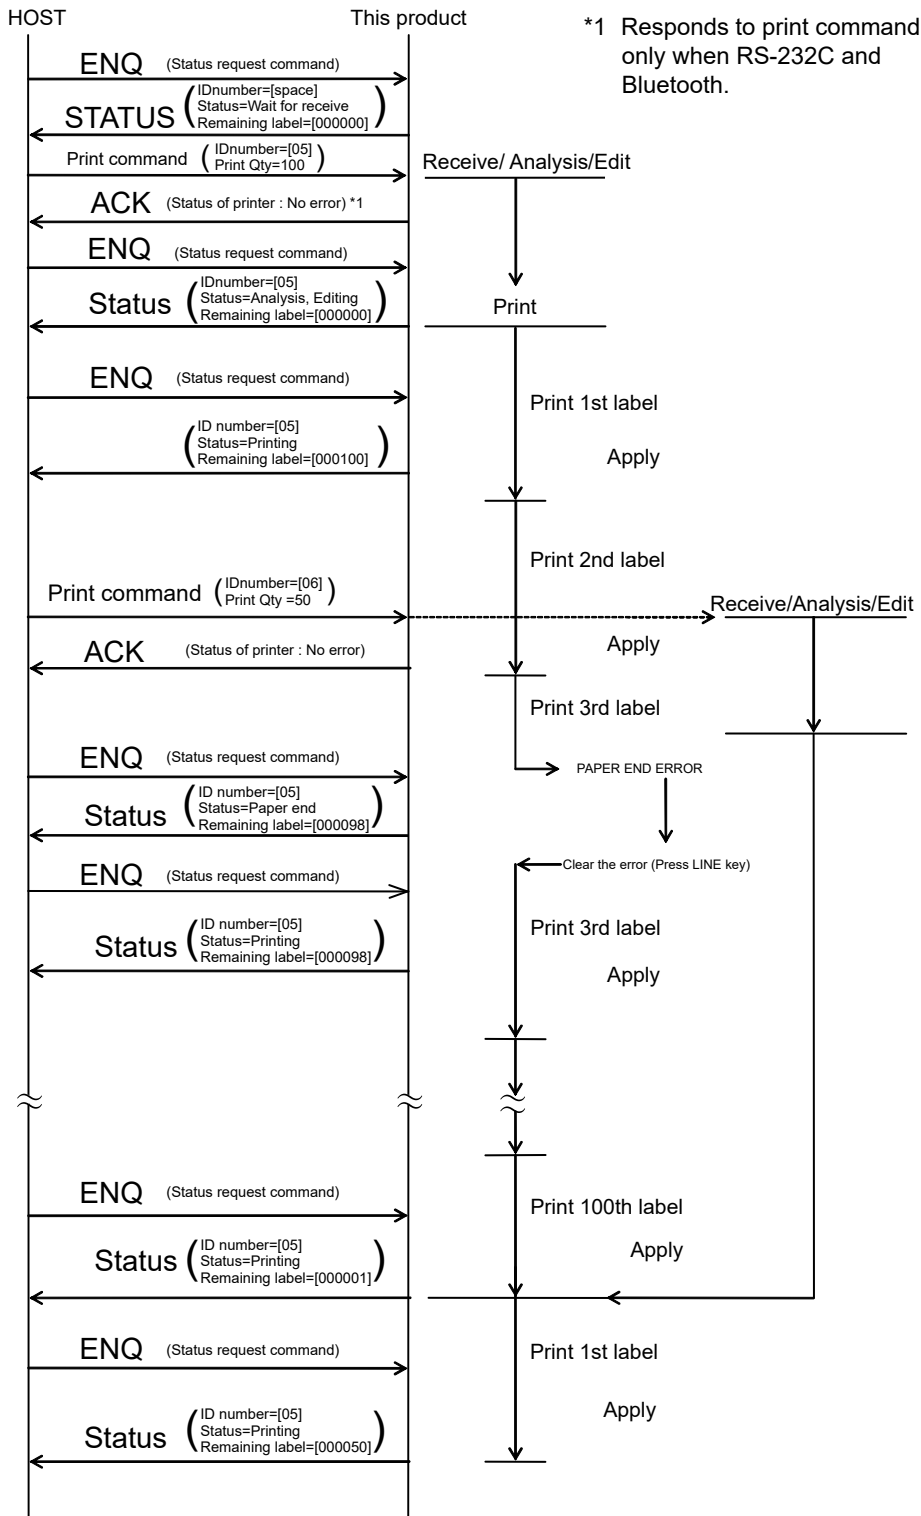 HOST
This product
*1 Responds to print command
only when RS-232C and
Bluetooth.
ENQ (Status request command)
STATUS (IDnumber=[space]
Status=Wait for receive
Remaining label=[000000])
Print command (IDnumber=[05]
Print Qty=100)
Receive/ Analysis/Edit
ACK (Status of printer : No error) *1
ENQ (Status request command)
Status (IDnumber=[05]
Status=Analysis, Editing
Remaining label=[000000])
Print
ENQ (Status request command)
Print 1st label
(ID number=[05]
Status=Printing
Remaining label=[000100])
Apply
Print 2nd label
Print command (IDnumber=[06]
Print Qty =50)
Receive/Analysis/Edit
Apply
ACK (Status of printer : No error)
Print 3rd label
ENQ (Status request command)
PAPER END ERROR
Status (ID number=[05]
Status=Paper end
Remaining label=[000098])
Clear the error (Press LINE key)
ENQ (Status request command)
Print 3rd label
Status (ID number=[05]
Status=Printing
Remaining label=[000098])
Apply
ENQ (Status request command)
Print 100th label
Status (ID number=[05]
Status=Printing
Remaining label=[000001])
Apply
ENQ (Status request command)
Print 1st label
Status (ID number=[05]
Status=Printing
Remaining label=[000050])
Apply